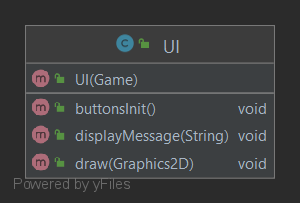 C UI
m UI(Game)
m buttonsInit() void
m displayMessage(String) void
m draw(Graphics2D) void
Powered by yFiles